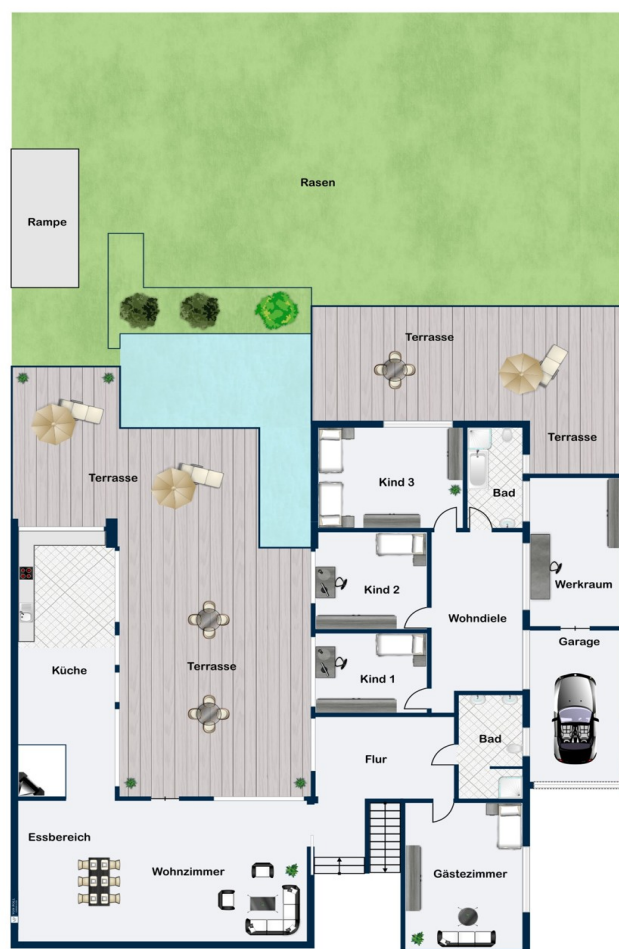 Rasen
Rampe
Terrasse
Terrasse
Terrasse
Kind 3
Bad
Kind 2
Wohndiele
Werkraum
Garage
Küche
Terrasse
Kind 1
Flur
Bad
Essbereich
Wohnzimmer
Gästezimmer